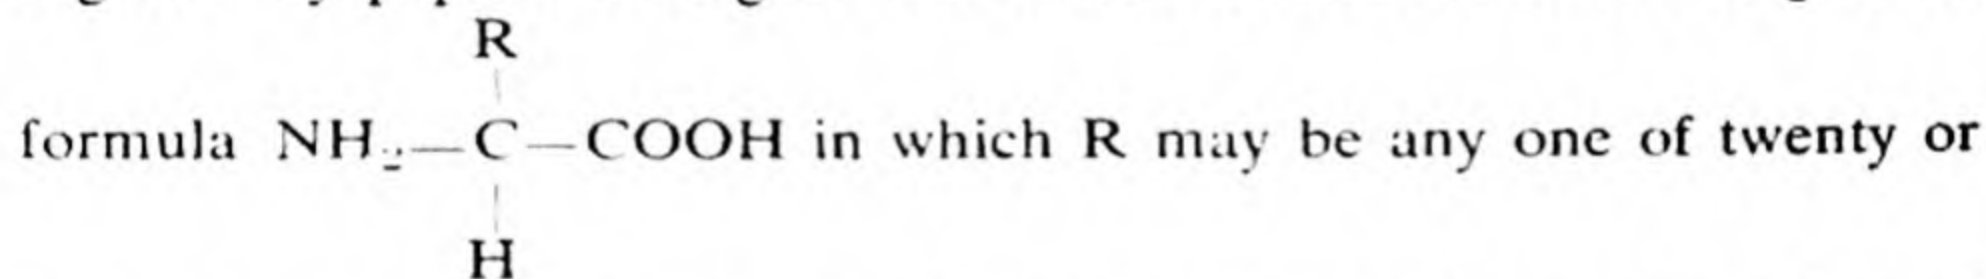 R
formula NH₂—C—COOH in which R may be any one of twenty or
H